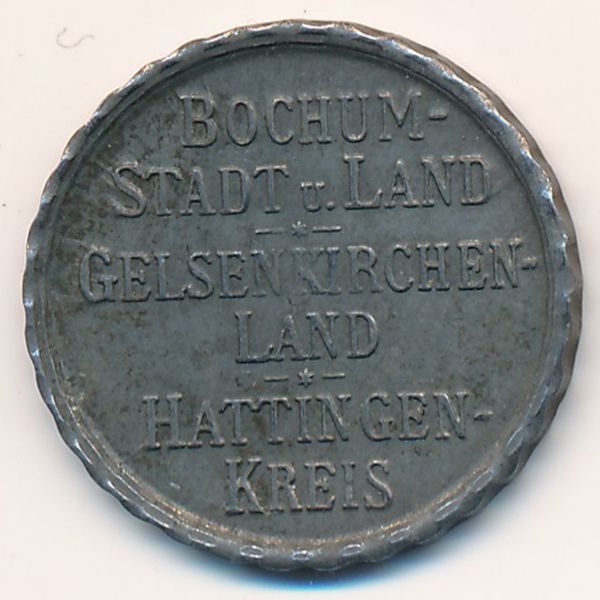 BOCHUM-
STADT U. LAND
GELSENKIRCHEN-
LAND
HATTINGEN-
KREIS